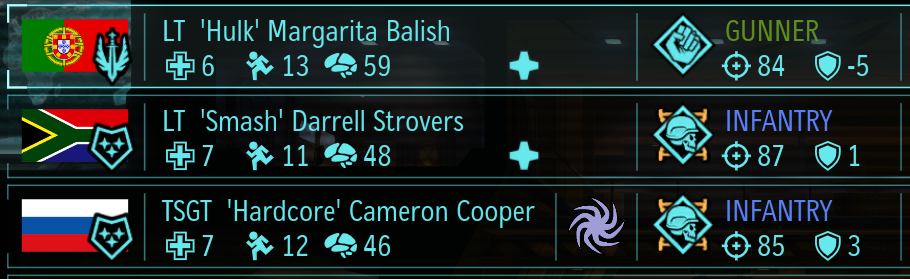 LT 'Hulk' Margarita Balish GUNNER
6 13 59 84 -5
LT 'Smash' Darrell Strovers INFANTRY
7 11 48 87 1
TSGT 'Hardcore' Cameron Cooper INFANTRY
7 12 46 85 3